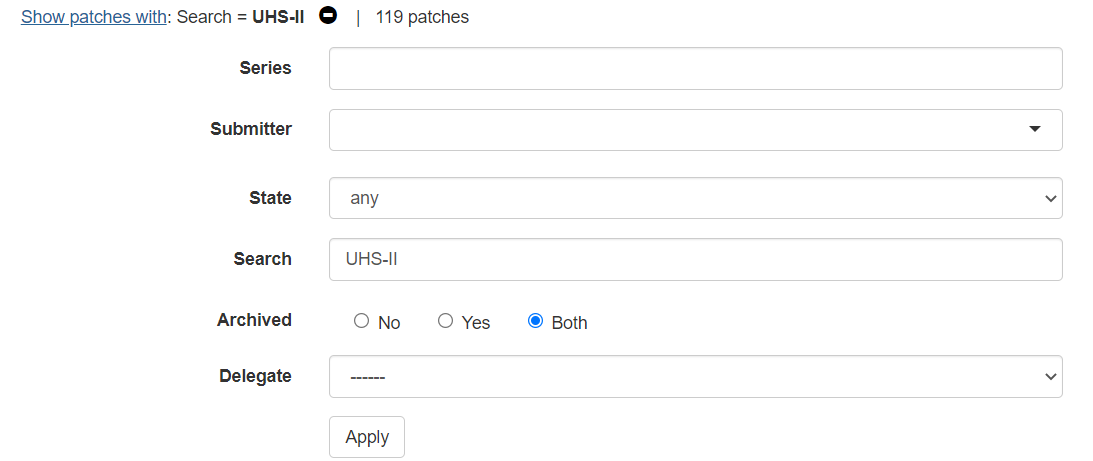 Show patches with: Search = UHS-II | 119 patches
Series
Submitter
State any
Search UHS-II
Archived No Yes Both
Delegate ------
Apply